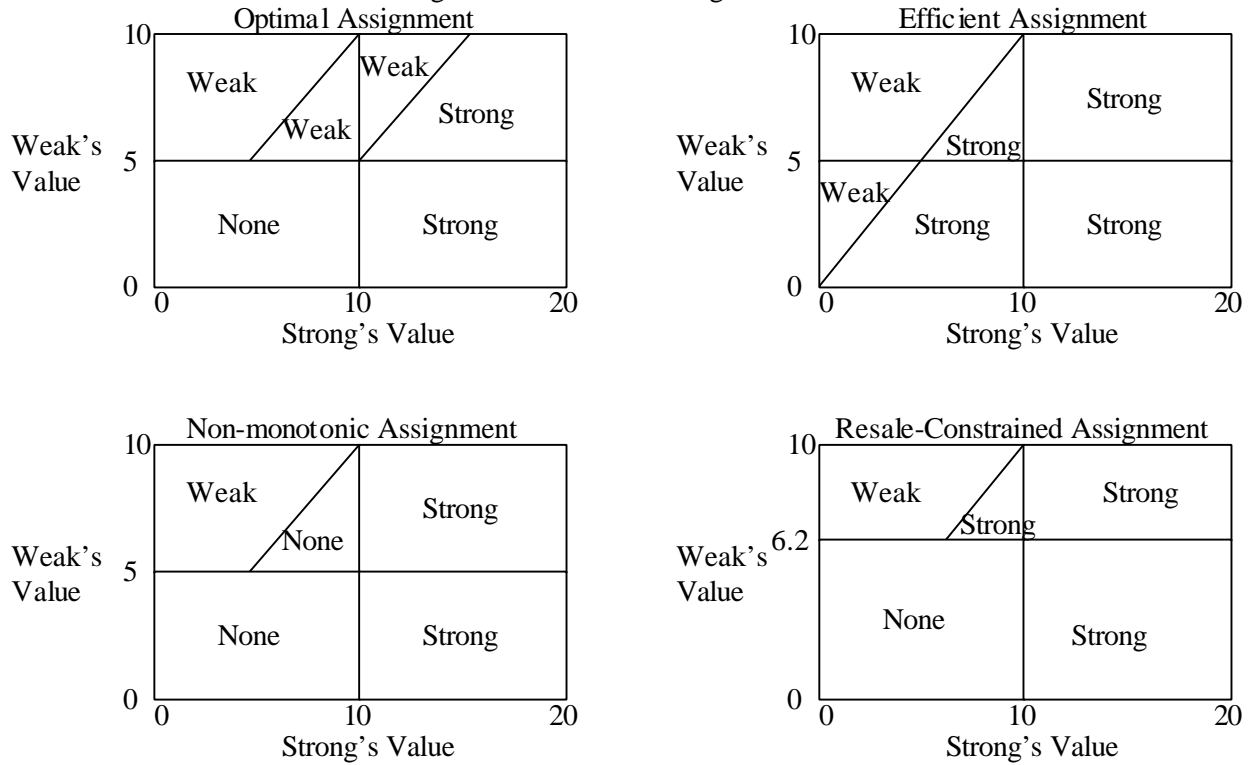 Optimal Assignment
10
Weak
Weak
Weak
Strong
Weak's
Value
5
None
Strong
0
0
10
20
Strong's Value
Efficient Assignment
10
Weak
Strong
Weak's
Value
5
Strong
Weak
Strong
Strong
0
0
10
20
Strong's Value
Non-monotonic Assignment
10
Weak
Strong
None
Weak's
Value
5
None
Strong
0
0
10
20
Strong's Value
Resale-Constrained Assignment
10
Weak
Strong
Strong
Weak's
Value
6.2
None
Strong
0
0
10
20
Strong's Value